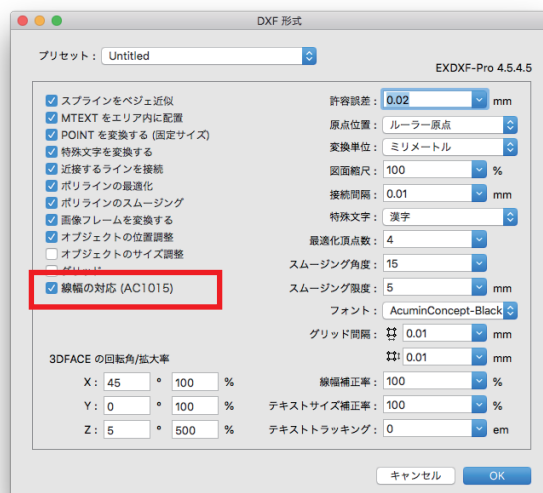 DXF 形式
プリセット： Untitled
EXDXF-Pro 4.5.4.5
スプラインをベジェ近似
MTEXT をエリア内に配置
POINT を変換する (固定サイズ)
特殊文字を変換する
近接するラインを接続
ポリラインの最適化
ポリラインのスムージング
画像フレームを変換する
オブジェクトの位置調整
オブジェクトのサイズ調整
グリッド
線幅の対応 (AC1015)
3DFACE の回転角/拡大率
X： 45 ° 100 %
Y： 0 ° 100 %
Z： 5 ° 500 %
許容誤差： 0.02 mm
原点位置： ルーラー原点
変換単位： ミリメートル
図面縮尺： 100 %
接続間隔： 0.01 mm
特殊文字： 漢字
最適化頂点数： 4
スムージング角度： 15
スムージング限度： 5 mm
フォント： AcuminConcept-Black
グリッド間隔： 0.01 mm
0.01 mm
線幅補正率： 100 %
テキストサイズ補正率： 100 %
テキストトラッキング： 0 em
キャンセル OK